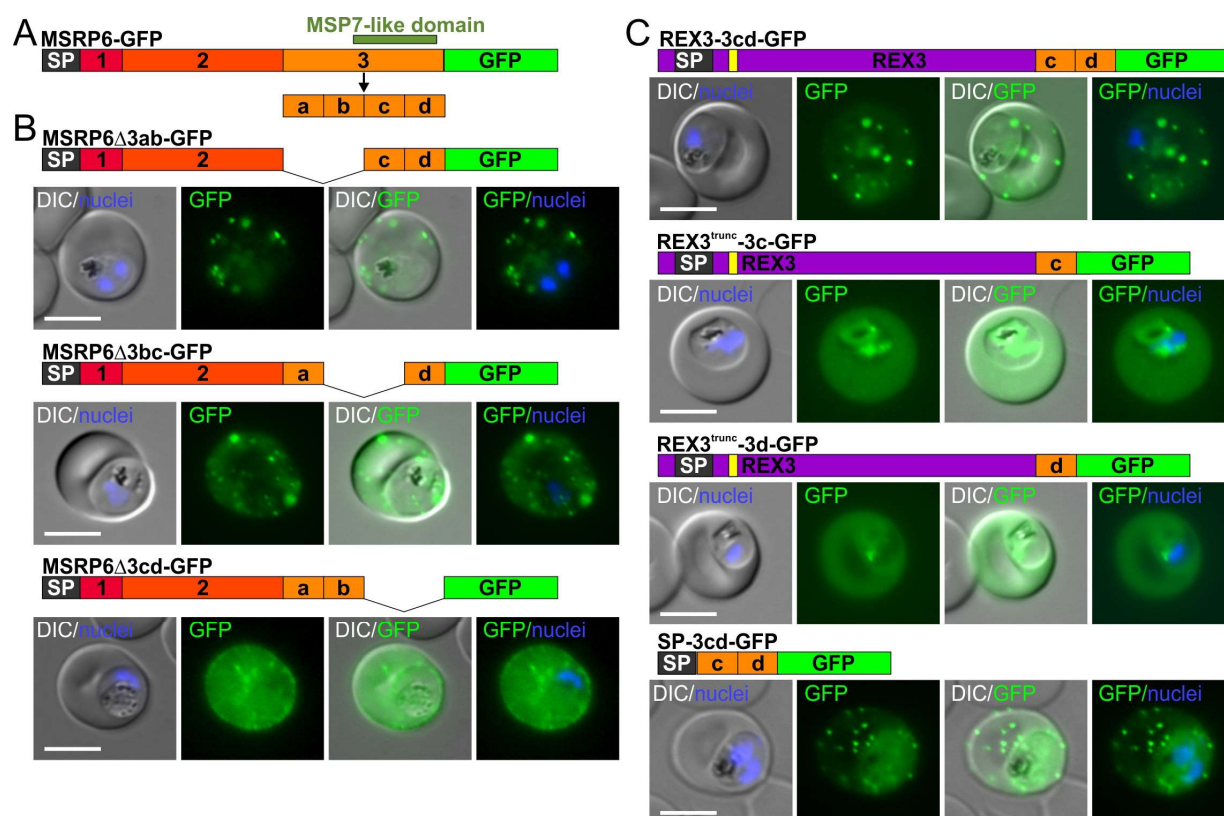 A
MSRP6-GFP
MSP7-like domain
SP 1 2 3 GFP
a b c d
B
MSRP6Δ3ab-GFP
SP 1 2 c d GFP
DIC/nuclei GFP DIC/GFP GFP/nuclei
MSRP6Δ3bc-GFP
SP 1 2 a d GFP
DIC/nuclei GFP DIC/GFP GFP/nuclei
MSRP6Δ3cd-GFP
SP 1 2 a b GFP
DIC/nuclei GFP DIC/GFP GFP/nuclei
C
REX3-3cd-GFP
SP REX3 c d GFP
DIC/nuclei GFP DIC/GFP GFP/nuclei
REX3trunc-3c-GFP
SP REX3 c GFP
DIC/nuclei GFP DIC/GFP GFP/nuclei
REX3trunc-3d-GFP
SP REX3 d GFP
DIC/nuclei GFP DIC/GFP GFP/nuclei
SP-3cd-GFP
SP c d GFP
DIC/nuclei GFP DIC/GFP GFP/nuclei